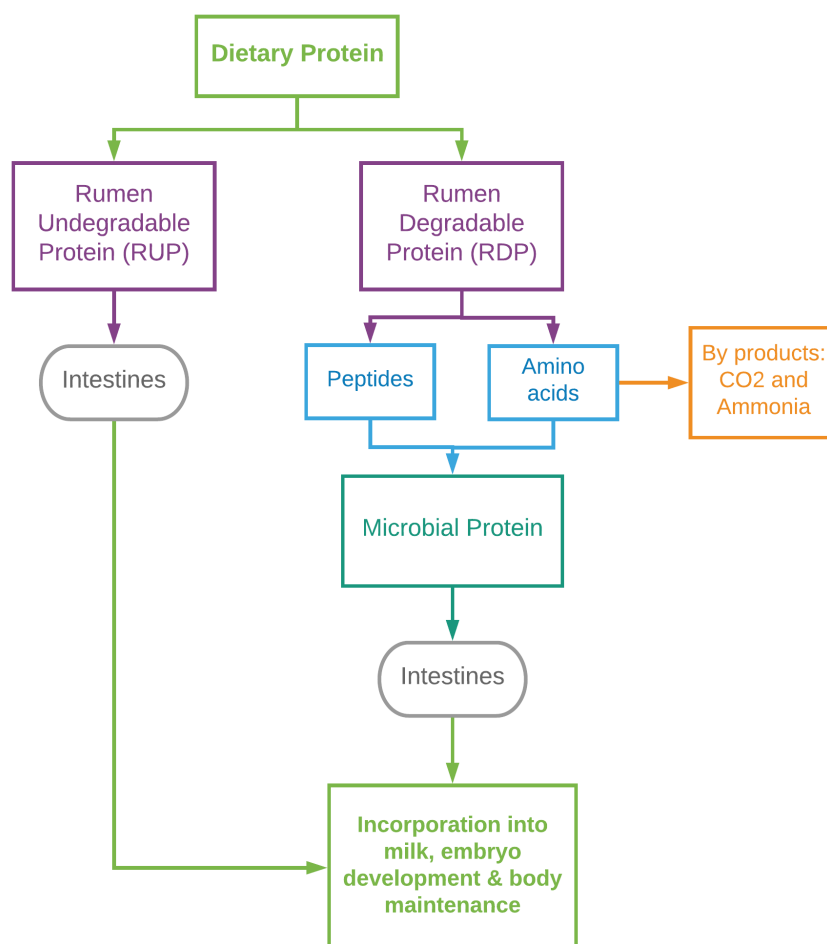 Dietary Protein
Rumen
Undegradable
Protein (RUP)
Rumen
Degradable
Protein (RDP)
Intestines
Peptides
Amino
acids
By products:
CO2 and
Ammonia
Microbial Protein
Intestines
Incorporation into
milk, embryo
development & body
maintenance